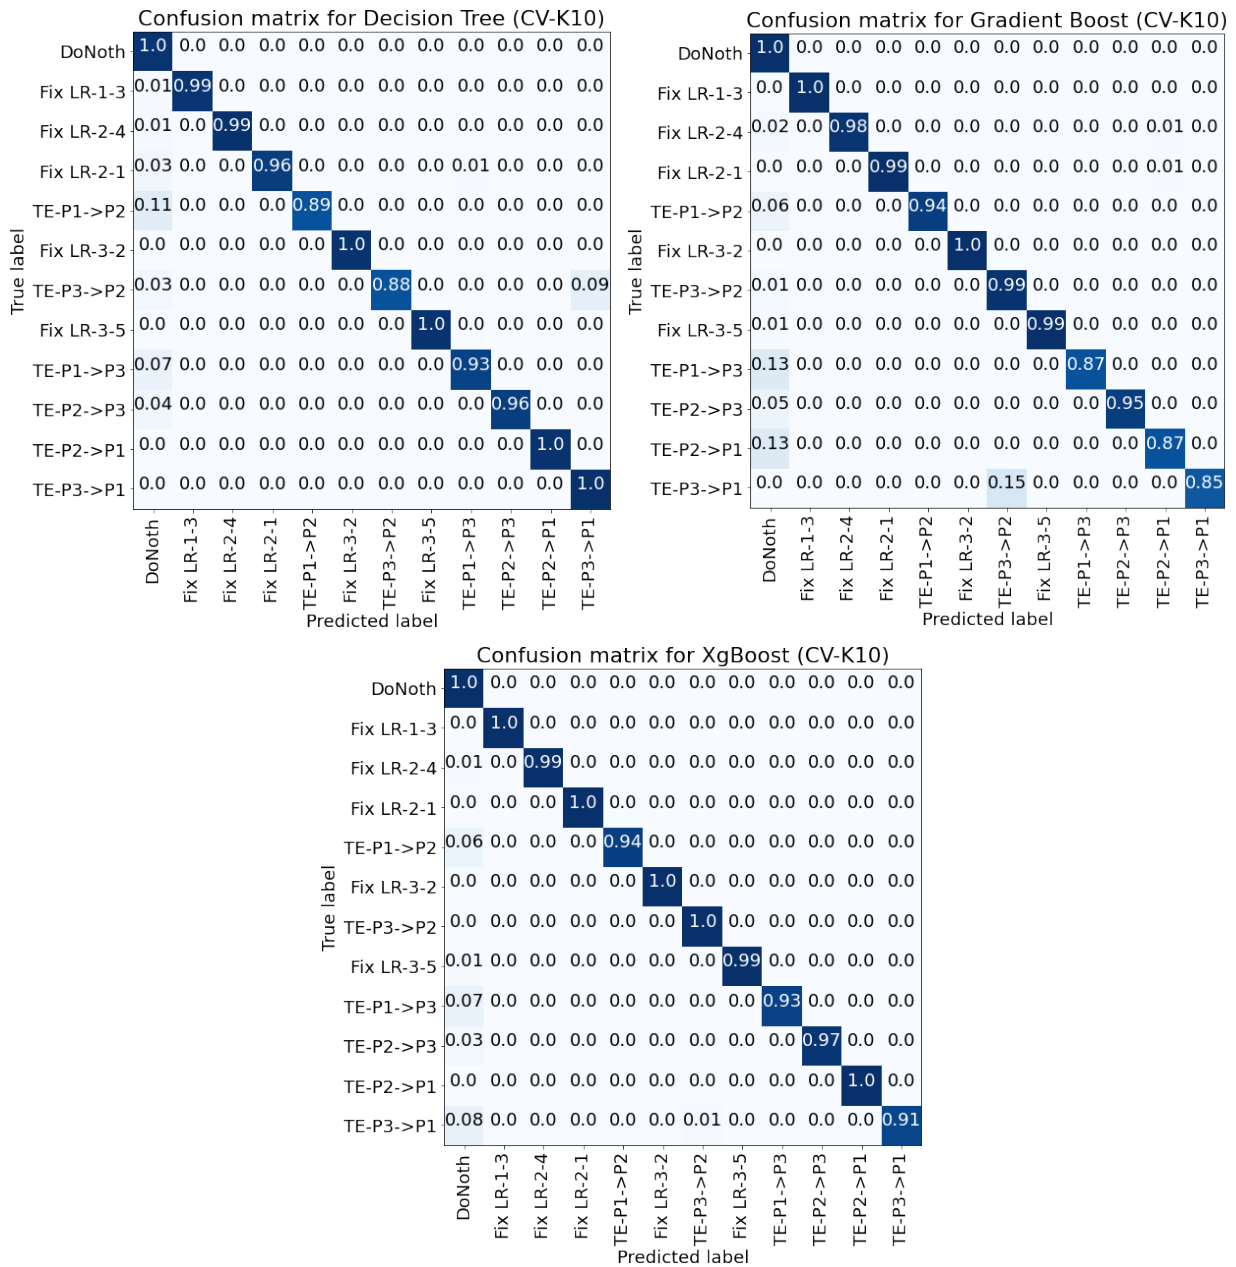 Confusion matrix for Decision Tree (CV-K10)
True label
DoNoth 1.0 0.0 0.0 0.0 0.0 0.0 0.0 0.0 0.0 0.0 0.0 0.0
Fix LR-1-3 0.01 0.99 0.0 0.0 0.0 0.0 0.0 0.0 0.0 0.0 0.0 0.0
Fix LR-2-4 0.01 0.0 0.99 0.0 0.0 0.0 0.0 0.0 0.0 0.0 0.0 0.0
Fix LR-2-1 0.03 0.0 0.0 0.96 0.0 0.0 0.0 0.0 0.01 0.0 0.0 0.0
TE-P1->P2 0.11 0.0 0.0 0.0 0.89 0.0 0.0 0.0 0.0 0.0 0.0 0.0
Fix LR-3-2 0.0 0.0 0.0 0.0 0.0 1.0 0.0 0.0 0.0 0.0 0.0 0.0
TE-P3->P2 0.03 0.0 0.0 0.0 0.0 0.0 0.88 0.0 0.0 0.0 0.0 0.09
Fix LR-3-5 0.0 0.0 0.0 0.0 0.0 0.0 0.0 1.0 0.0 0.0 0.0 0.0
TE-P1->P3 0.07 0.0 0.0 0.0 0.0 0.0 0.0 0.0 0.93 0.0 0.0 0.0
TE-P2->P3 0.04 0.0 0.0 0.0 0.0 0.0 0.0 0.0 0.0 0.96 0.0 0.0
TE-P2->P1 0.0 0.0 0.0 0.0 0.0 0.0 0.0 0.0 0.0 0.0 1.0 0.0
TE-P3->P1 0.0 0.0 0.0 0.0 0.0 0.0 0.0 0.0 0.0 0.0 0.0 1.0
DoNoth Fix LR-1-3 Fix LR-2-4 Fix LR-2-1 TE-P1->P2 Fix LR-3-2 TE-P3->P2 Fix LR-3-5 TE-P1->P3 TE-P2->P3 TE-P2->P1 TE-P3->P1
Predicted label
Confusion matrix for Gradient Boost (CV-K10)
True label
DoNoth 1.0 0.0 0.0 0.0 0.0 0.0 0.0 0.0 0.0 0.0 0.0 0.0
Fix LR-1-3 0.0 1.0 0.0 0.0 0.0 0.0 0.0 0.0 0.0 0.0 0.0 0.0
Fix LR-2-4 0.02 0.0 0.98 0.0 0.0 0.0 0.0 0.0 0.0 0.0 0.01 0.0
Fix LR-2-1 0.0 0.0 0.0 0.99 0.0 0.0 0.0 0.0 0.0 0.0 0.01 0.0
TE-P1->P2 0.06 0.0 0.0 0.0 0.94 0.0 0.0 0.0 0.0 0.0 0.0 0.0
Fix LR-3-2 0.0 0.0 0.0 0.0 0.0 1.0 0.0 0.0 0.0 0.0 0.0 0.0
TE-P3->P2 0.01 0.0 0.0 0.0 0.0 0.0 0.99 0.0 0.0 0.0 0.0 0.0
Fix LR-3-5 0.01 0.0 0.0 0.0 0.0 0.0 0.0 0.99 0.0 0.0 0.0 0.0
TE-P1->P3 0.13 0.0 0.0 0.0 0.0 0.0 0.0 0.0 0.87 0.0 0.0 0.0
TE-P2->P3 0.05 0.0 0.0 0.0 0.0 0.0 0.0 0.0 0.0 0.95 0.0 0.0
TE-P2->P1 0.13 0.0 0.0 0.0 0.0 0.0 0.0 0.0 0.0 0.0 0.87 0.0
TE-P3->P1 0.0 0.0 0.0 0.0 0.0 0.0 0.15 0.0 0.0 0.0 0.0 0.85
DoNoth Fix LR-1-3 Fix LR-2-4 Fix LR-2-1 TE-P1->P2 Fix LR-3-2 TE-P3->P2 Fix LR-3-5 TE-P1->P3 TE-P2->P3 TE-P2->P1 TE-P3->P1
Predicted label
Confusion matrix for XgBoost (CV-K10)
True label
DoNoth 1.0 0.0 0.0 0.0 0.0 0.0 0.0 0.0 0.0 0.0 0.0 0.0
Fix LR-1-3 0.0 1.0 0.0 0.0 0.0 0.0 0.0 0.0 0.0 0.0 0.0 0.0
Fix LR-2-4 0.01 0.0 0.99 0.0 0.0 0.0 0.0 0.0 0.0 0.0 0.0 0.0
Fix LR-2-1 0.0 0.0 0.0 1.0 0.0 0.0 0.0 0.0 0.0 0.0 0.0 0.0
TE-P1->P2 0.06 0.0 0.0 0.0 0.94 0.0 0.0 0.0 0.0 0.0 0.0 0.0
Fix LR-3-2 0.0 0.0 0.0 0.0 0.0 1.0 0.0 0.0 0.0 0.0 0.0 0.0
TE-P3->P2 0.0 0.0 0.0 0.0 0.0 0.0 1.0 0.0 0.0 0.0 0.0 0.0
Fix LR-3-5 0.01 0.0 0.0 0.0 0.0 0.0 0.0 0.99 0.0 0.0 0.0 0.0
TE-P1->P3 0.07 0.0 0.0 0.0 0.0 0.0 0.0 0.0 0.93 0.0 0.0 0.0
TE-P2->P3 0.03 0.0 0.0 0.0 0.0 0.0 0.0 0.0 0.0 0.97 0.0 0.0
TE-P2->P1 0.0 0.0 0.0 0.0 0.0 0.0 0.0 0.0 0.0 0.0 1.0 0.0
TE-P3->P1 0.08 0.0 0.0 0.0 0.0 0.0 0.01 0.0 0.0 0.0 0.0 0.91
DoNoth Fix LR-1-3 Fix LR-2-4 Fix LR-2-1 TE-P1->P2 Fix LR-3-2 TE-P3->P2 Fix LR-3-5 TE-P1->P3 TE-P2->P3 TE-P2->P1 TE-P3->P1
Predicted label